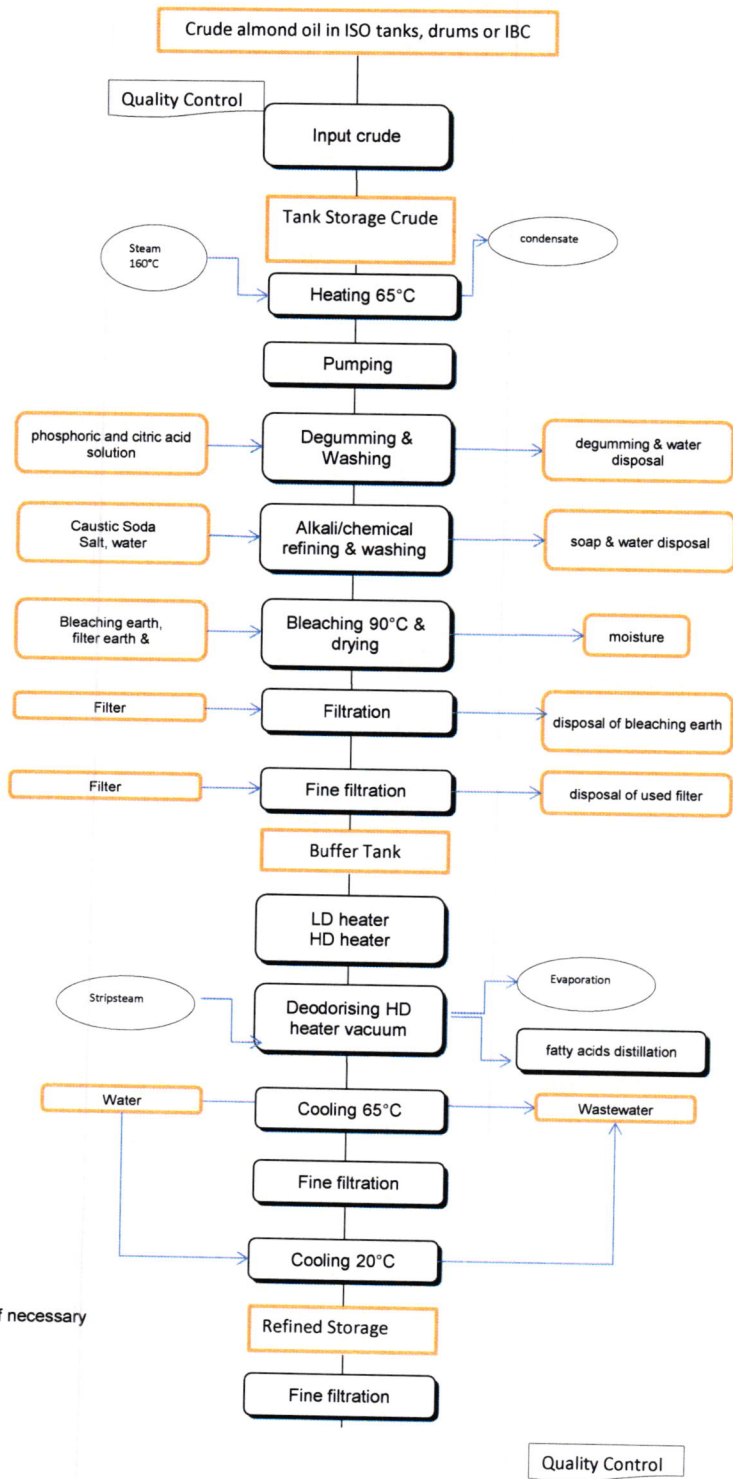 Crude almond oil in ISO tanks, drums or IBC
Quality Control
Input crude
Tank Storage Crude
Steam
160°C
condensate
Heating 65°C
Pumping
phosphoric and citric acid
solution
Degumming &
Washing
degumming & water
disposal
Caustic Soda
Salt, water
Alkali/chemical
refining & washing
soap & water disposal
Bleaching earth,
filter earth &
Bleaching 90°C &
drying
moisture
Filter
Filtration
disposal of bleaching earth
Filter
Fine filtration
disposal of used filter
Buffer Tank
LD heater
HD heater
Stripsteam
Deodorising HD
heater vacuum
Evaporation
fatty acids distillation
Water
Cooling 65°C
Wastewater
Fine filtration
Cooling 20°C
f necessary
Refined Storage
Fine filtration
Quality Control